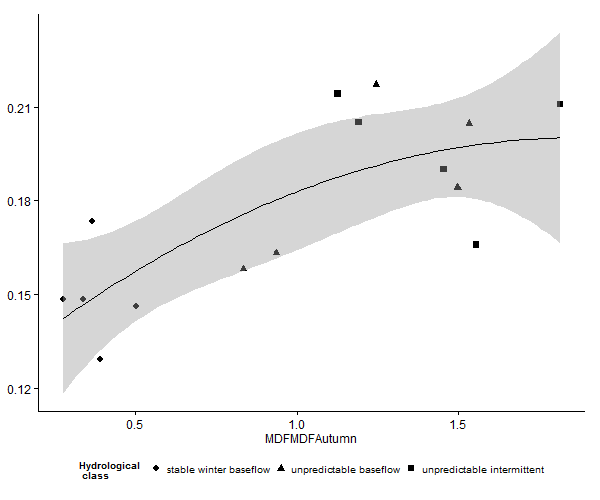 0.21
0.18
0.15
0.12
0.5 1.0 1.5
MDFMDFAutumn
Hydrological
class
stable winter baseflow unpredictable baseflow unpredictable intermittent